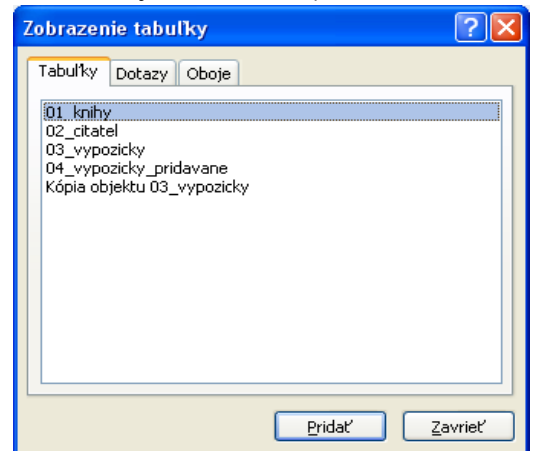 Zobrazenie tabuľky
Tabuľky Dotazy Oboje
01_knihy
02_citatel
03_vypozicky
04_vypozicky_pridavane
Kópia objektu 03_vypozicky
Pridať Zavrieť